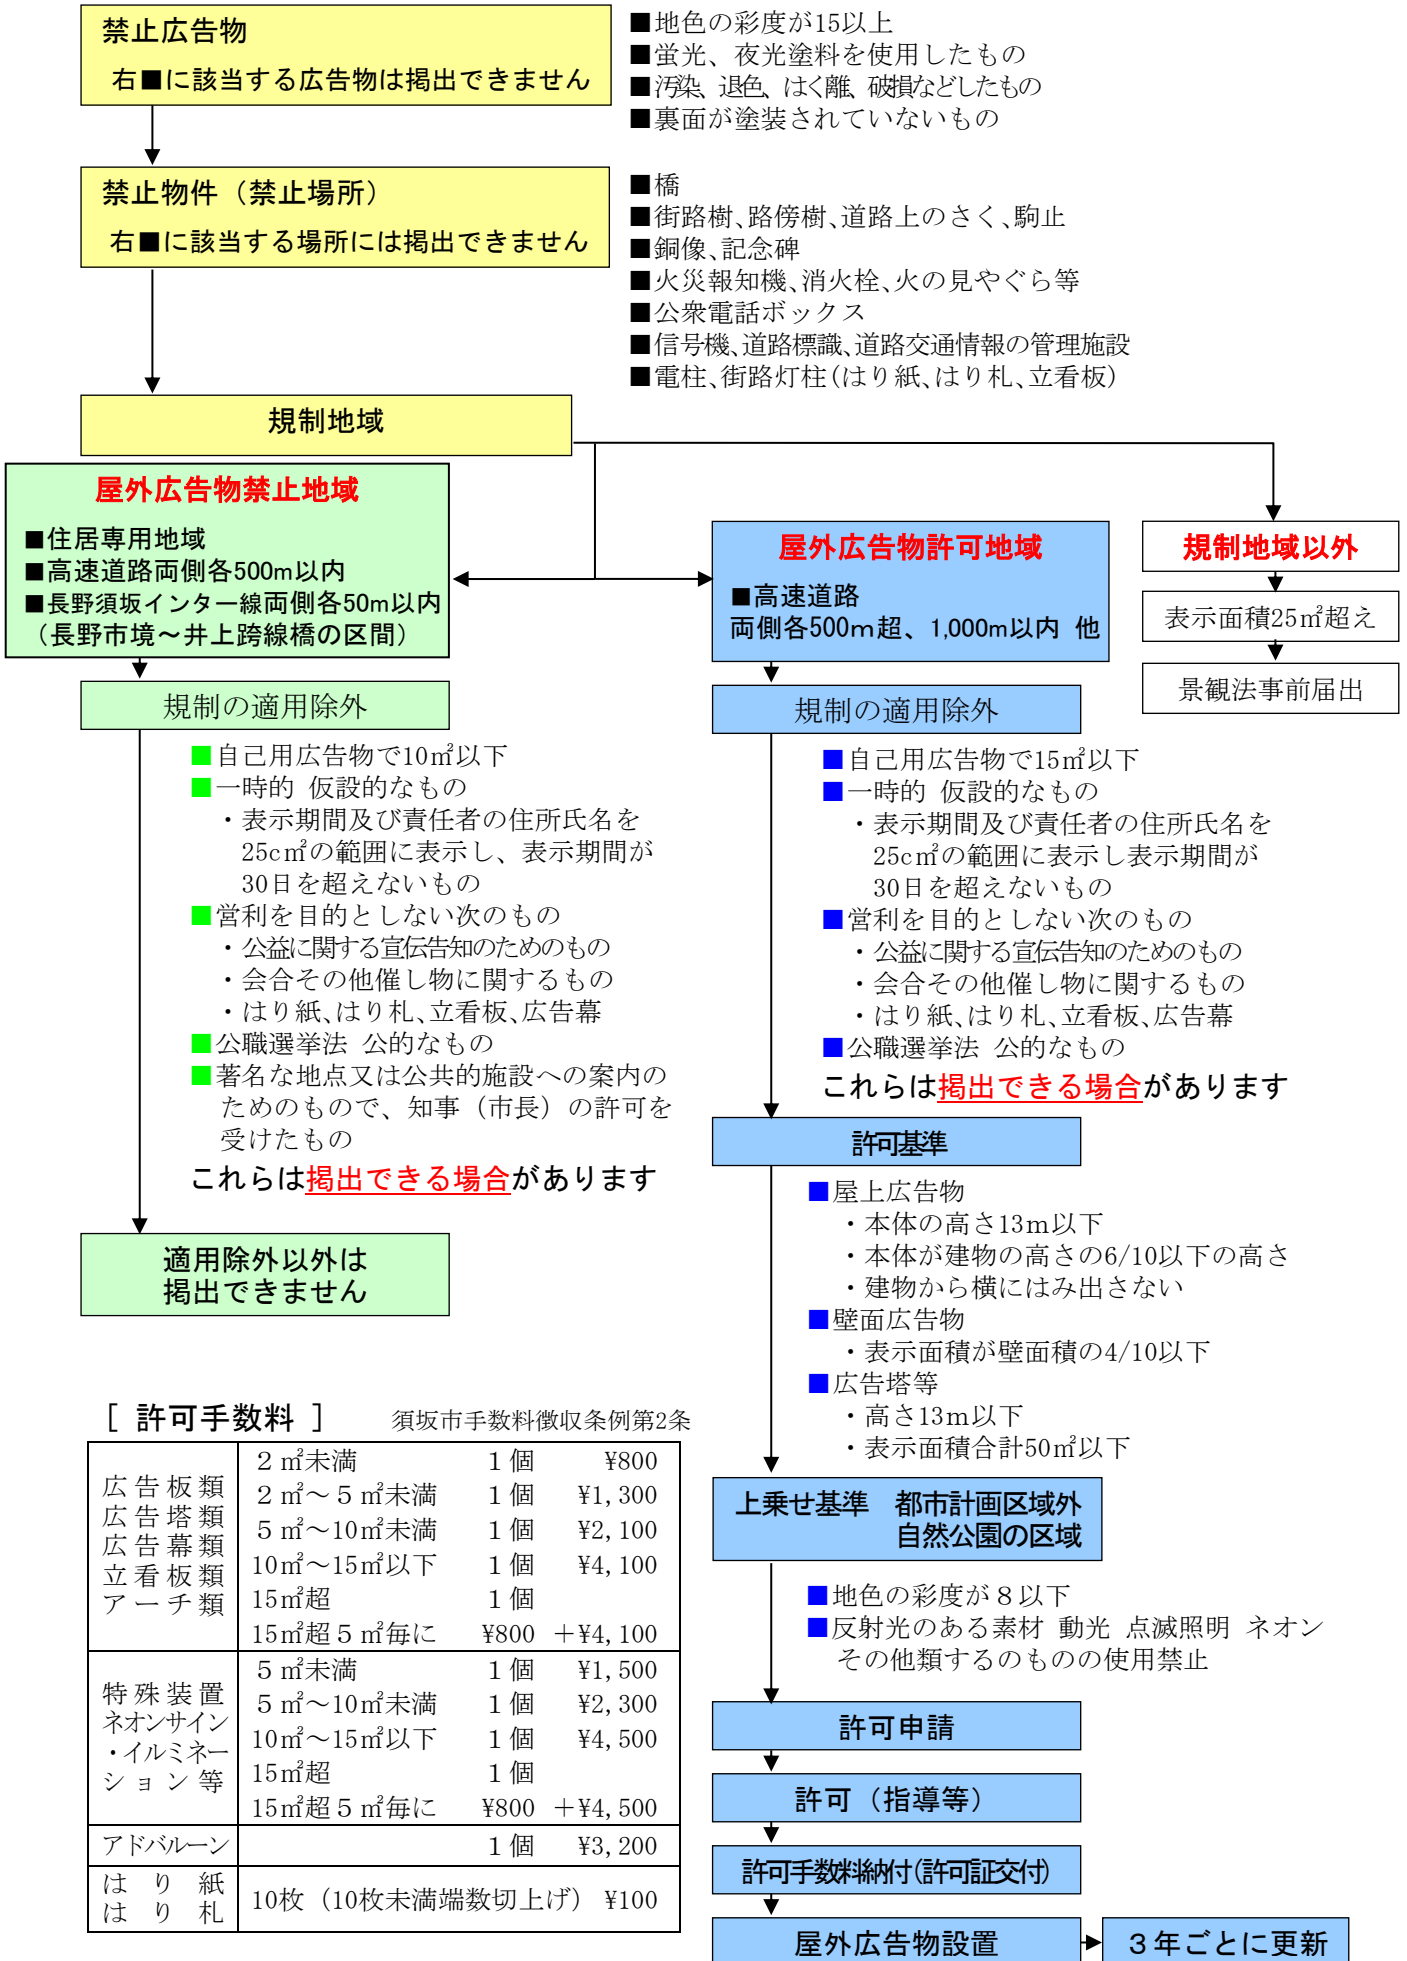 禁止広告物
右■に該当する広告物は掲出できません
■地色の彩度が15以上
■蛍光、夜光塗料を使用したもの
■汚染、退色、はく離、破損などしたもの
■裏面が塗装されていないもの
禁止物件（禁止場所）
右■に該当する場所には掲出できません
■橋
■街路樹、路傍樹、道路上のさく、駒止
■銅像、記念碑
■火災報知機、消火栓、火の見やぐら等
■公衆電話ボックス
■信号機、道路標識、道路交通情報の管理施設
■電柱、街路灯柱（はり紙、はり札、立看板）
規制地域
屋外広告物禁止地域
■住居専用地域
■高速道路両側各500m以内
■長野須坂インター線両側各50m以内
（長野市境～井上跨線橋の区間）
規制の適用除外
■自己用広告物で10㎡以下
■一時的 仮設的なもの
・表示期間及び責任者の住所氏名を
25c㎡の範囲に表示し、表示期間が
30日を超えないもの
■営利を目的としない次のもの
・公益に関する宣伝告知のためのもの
・会合その他催し物に関するもの
・はり紙、はり札、立看板、広告幕
■公職選挙法 公的なもの
■著名な地点又は公共的施設への案内の
ためのもので、知事（市長）の許可を
受けたもの
これらは掲出できる場合があります
適用除外以外は
掲出できません
屋外広告物許可地域
■高速道路
両側各500ｍ超、1,000m以内 他
規制の適用除外
■自己用広告物で15㎡以下
■一時的 仮設的なもの
・表示期間及び責任者の住所氏名を
25c㎡の範囲に表示し表示期間が
30日を超えないもの
■営利を目的としない次のもの
・公益に関する宣伝告知のためのもの
・会合その他催し物に関するもの
・はり紙、はり札、立看板、広告幕
■公職選挙法 公的なもの
これらは掲出できる場合があります
許可基準
■屋上広告物
・本体の高さ13ｍ以下
・本体が建物の高さの6/10以下の高さ
・建物から横にはみ出さない
■壁面広告物
・表示面積が壁面積の4/10以下
■広告塔等
・高さ13ｍ以下
・表示面積合計50㎡以下
上乗せ基準　都市計画区域外
自然公園の区域
■地色の彩度が８以下
■反射光のある素材 動光 点滅照明 ネオン
その他類するのものの使用禁止
許可申請
許可（指導等）
許可手数料納付（許可証交付）
屋外広告物設置
３年ごとに更新
規制地域以外
表示面積25㎡超え
景観法事前届出
［ 許可手数料 ］　須坂市手数料徴収条例第2条
広告板類
広告塔類
広告幕類
立看板類
アーチ類
２㎡未満 １個 ¥800
２㎡～５㎡未満 １個 ¥1,300
５㎡～10㎡未満 １個 ¥2,100
10㎡～15㎡以下 １個 ¥4,100
15㎡超 １個
15㎡超５㎡毎に ¥800 ＋¥4,100
特殊装置
ネオンサイン
・イルミネー
ション等
５㎡未満 １個 ¥1,500
５㎡～10㎡未満 １個 ¥2,300
10㎡～15㎡以下 １個 ¥4,500
15㎡超 １個
15㎡超５㎡毎に ¥800 ＋¥4,500
アドバルーン １個 ¥3,200
はり紙
はり札
10枚（10枚未満端数切上げ） ¥100